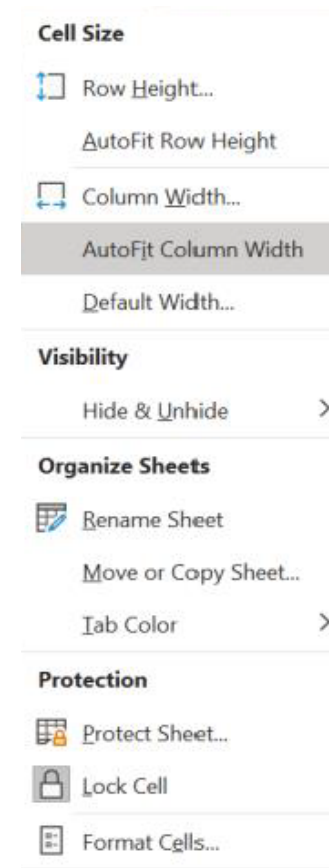 Cell Size
Row Height...
AutoFit Row Height
Column Width...
AutoFit Column Width
Default Width...
Visibility
Hide & Unhide
Organize Sheets
Rename Sheet
Move or Copy Sheet...
Tab Color
Protection
Protect Sheet...
Lock Cell
Format Cells...